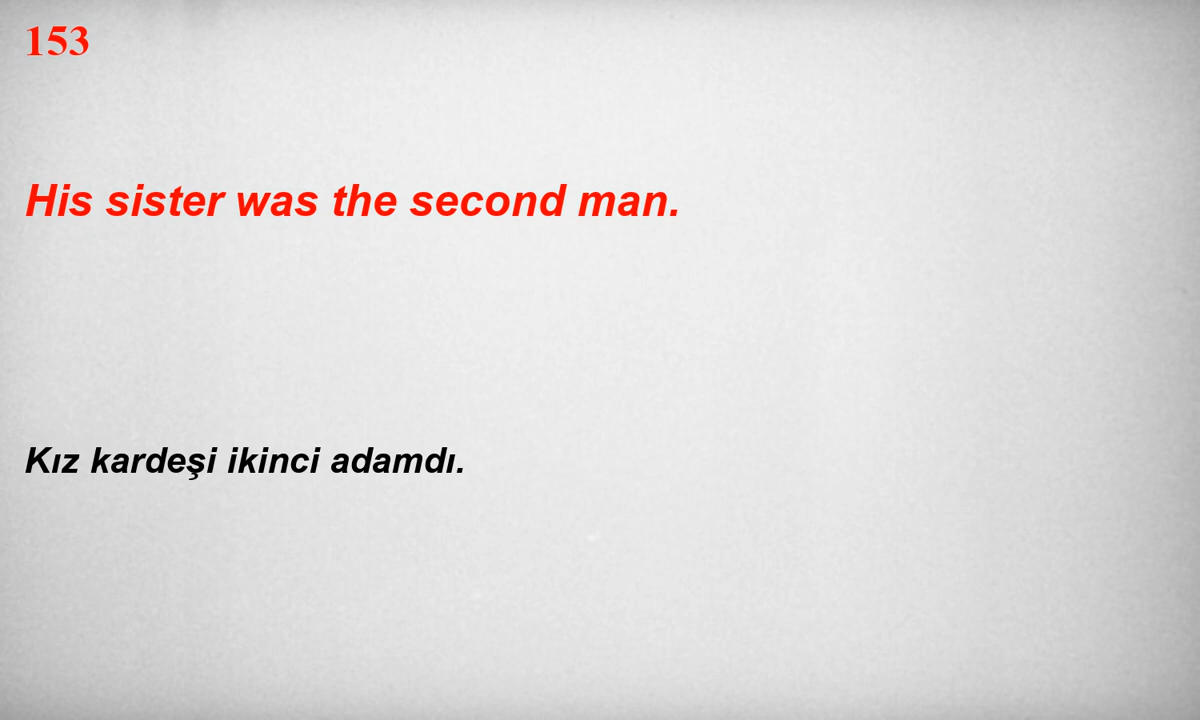 153
His sister was the second man.
Kız kardeşi ikinci adamdı.